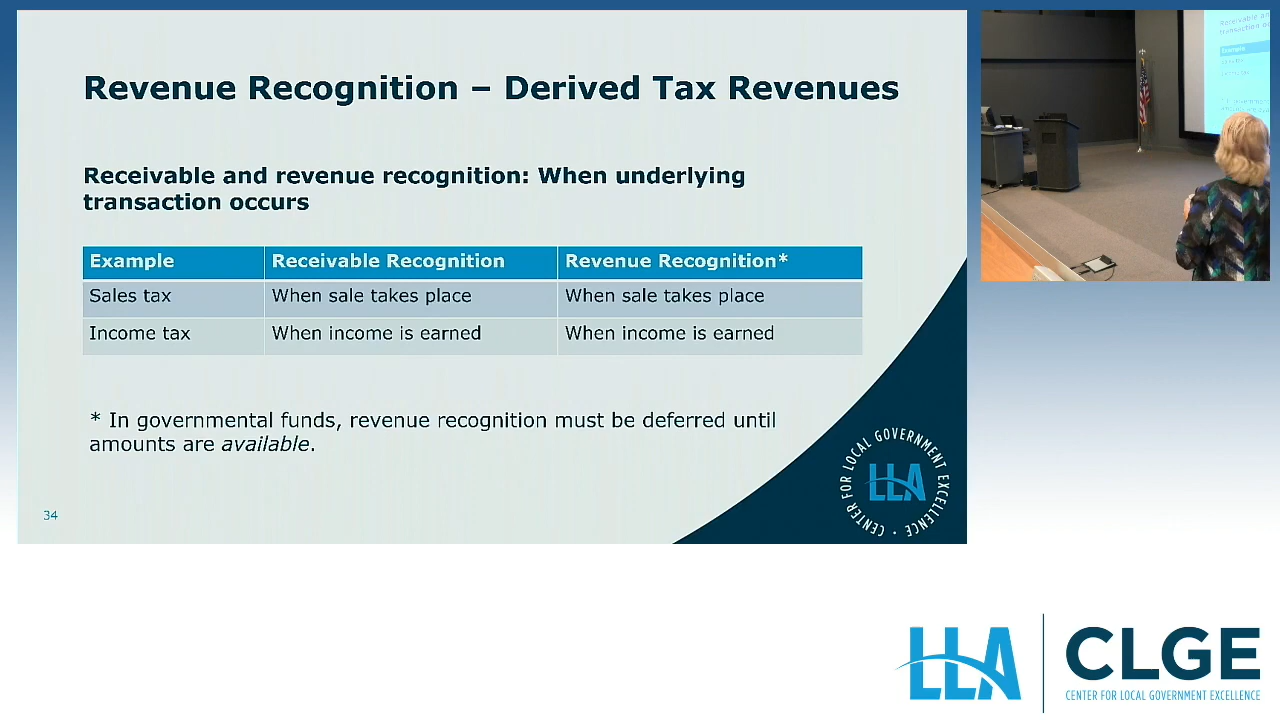 Revenue Recognition – Derived Tax Revenues
Receivable and revenue recognition: When underlying
transaction occurs
Example Receivable Recognition Revenue Recognition*
Sales tax When sale takes place When sale takes place
Income tax When income is earned When income is earned
* In governmental funds, revenue recognition must be deferred until
amounts are available.
34
CENTER FOR LOCAL GOVERNMENT EXCELLENCE
LLA
Example
LLA
CLGE
CENTER FOR LOCAL GOVERNMENT EXCELLENCE